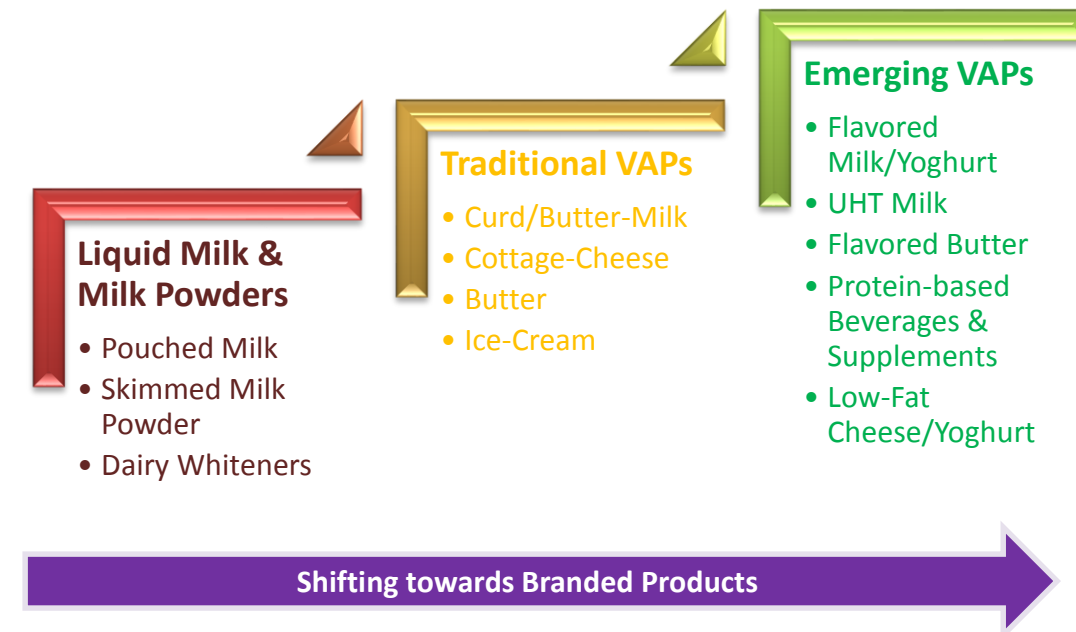 Liquid Milk &
Milk Powders
• Pouched Milk
• Skimmed Milk
Powder
• Dairy Whiteners
Traditional VAPs
• Curd/Butter-Milk
• Cottage-Cheese
• Butter
• Ice-Cream
Emerging VAPs
• Flavored
Milk/Yoghurt
• UHT Milk
• Flavored Butter
• Protein-based
Beverages &
Supplements
• Low-Fat
Cheese/Yoghurt
Shifting towards Branded Products